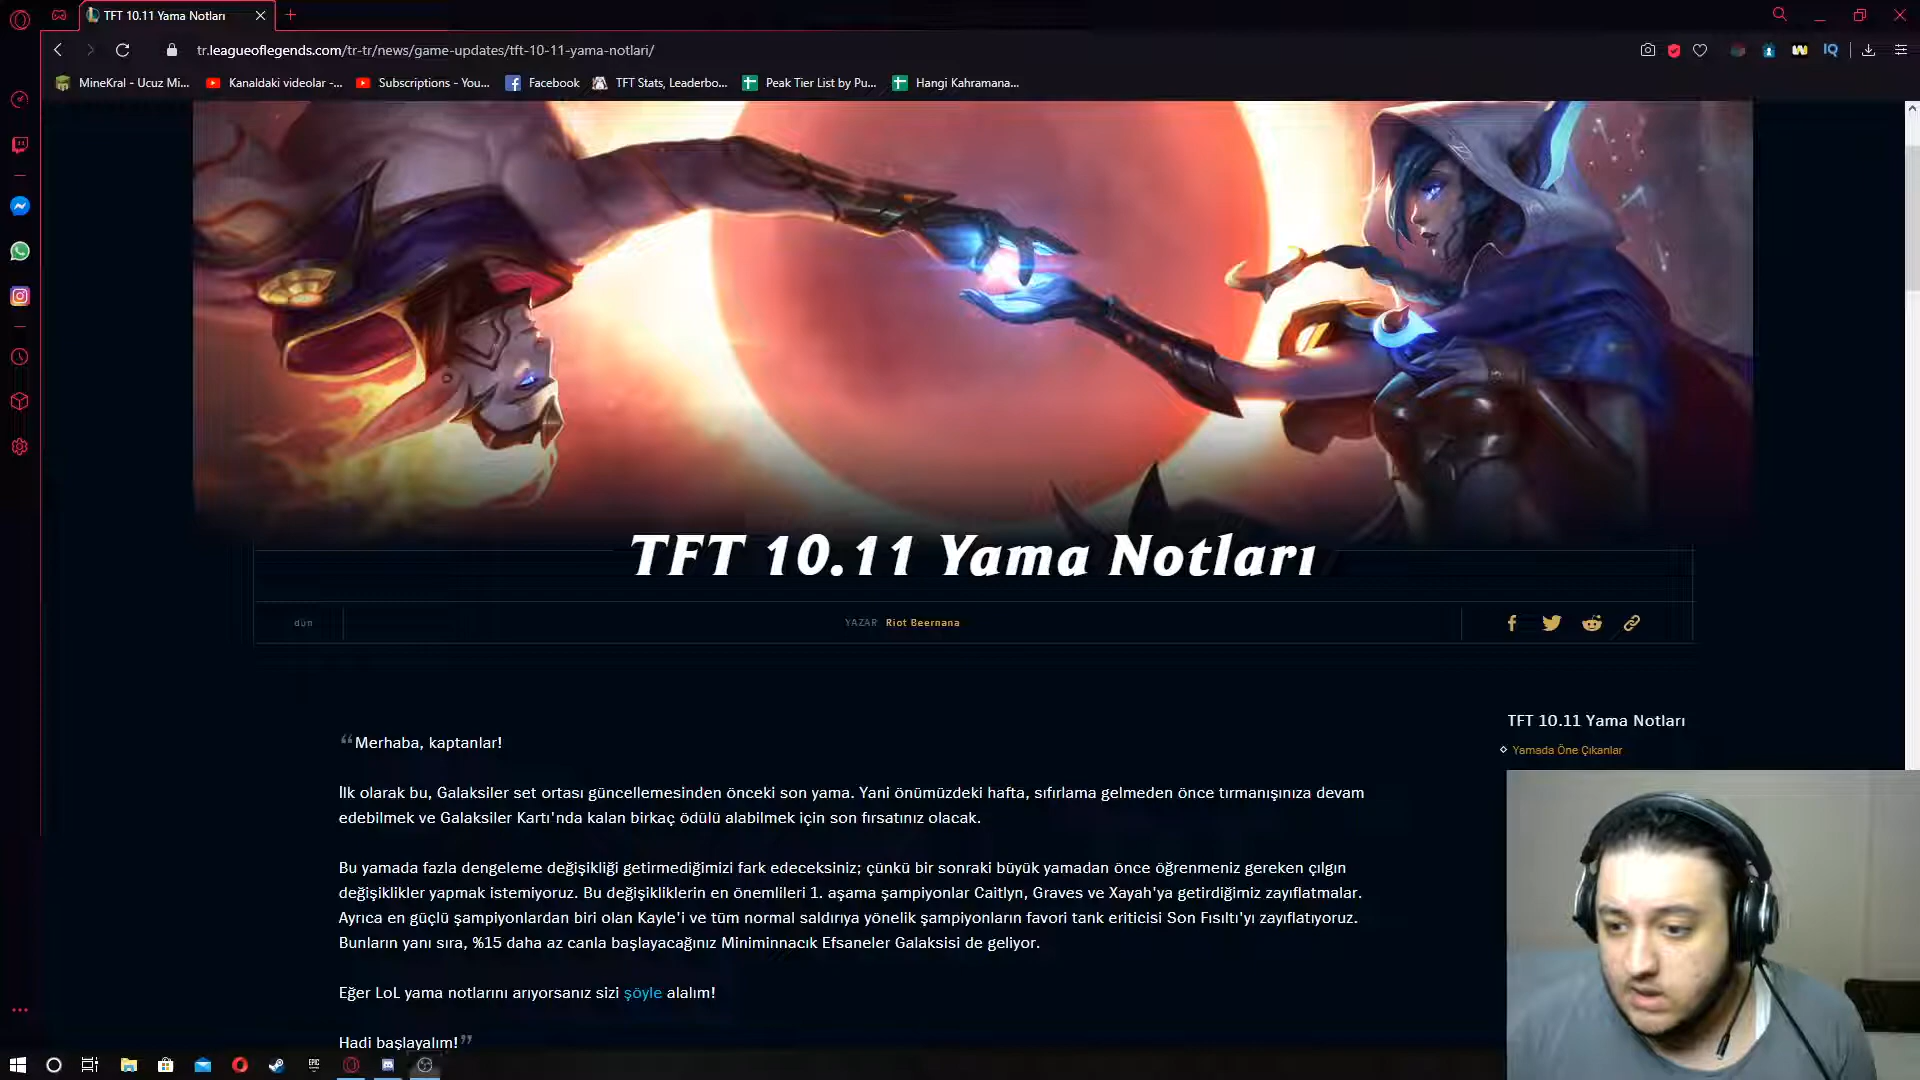 TFT 10.11 Yama Notları
tr.leagueoflegends.com/tr-tr/news/game-updates/tft-10-11-yama-notlari/
IQ
MineKral - Ucuz Mi... Kanaldaki videolar -... Subscriptions - You... Facebook TFT Stats, Leaderbo... Peak Tier List by Pu... Hangi Kahramana...
TFT 10.11 Yama Notları
dün YAZAR Riot Beernana
TFT 10.11 Yama Notları
Yamada Öne Çıkanlar
“Merhaba, kaptanlar!
İlk olarak bu, Galaksiler set ortası güncellemesinden önceki son yama. Yani önümüzdeki hafta, sıfırlama gelmeden önce tırmanışınıza devam
edebilmek ve Galaksiler Kartı'nda kalan birkaç ödülü alabilmek için son fırsatınız olacak.
Bu yamada fazla dengeleme değişikliği getirmediğimizi fark edeceksiniz; çünkü bir sonraki büyük yamadan önce öğrenmeniz gereken çılgın
değişiklikler yapmak istemiyoruz. Bu değişikliklerin en önemlileri 1. aşama şampiyonlar Caitlyn, Graves ve Xayah'ya getirdiğimiz zayıflatmalar.
Ayrıca en güçlü şampiyonlardan biri olan Kayle'i ve tüm normal saldırıya yönelik şampiyonların favori tank eriticisi Son Fısıltı'yı zayıflatıyoruz.
Bunların yanı sıra, %15 daha az canla başlayacağınız Miniminnacık Efsaneler Galaksisi de geliyor.
Eğer LoL yama notlarını arıyorsanız sizi şöyle alalım!
Hadi başlayalım!”
EPIC